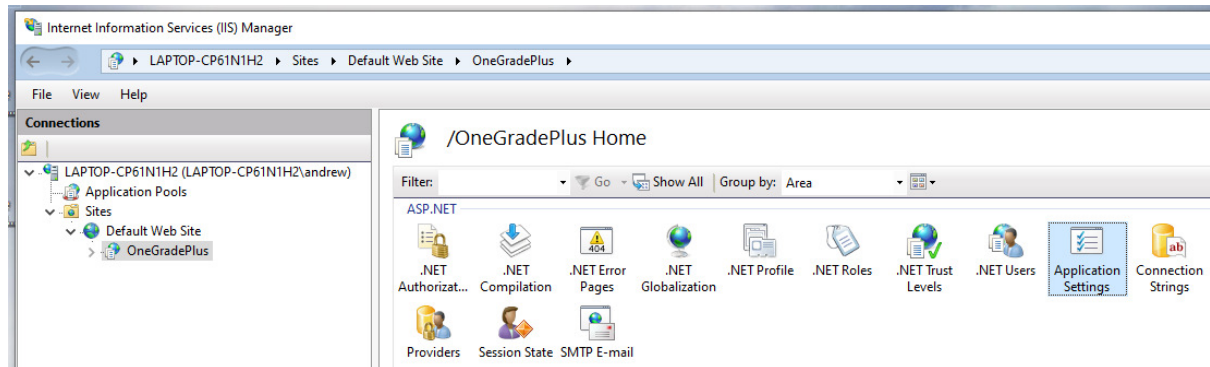 Internet Information Services (IIS) Manager
LAPTOP-CP61N1H2 Sites Default Web Site OneGradePlus
File View Help
Connections
LAPTOP-CP61N1H2 (LAPTOP-CP61N1H2\andrew)
Application Pools
Sites
Default Web Site
OneGradePlus
/OneGradePlus Home
Filter: Go Show All Group by: Area
ASP.NET
404
ab
.NET Authorizat...
.NET Compilation
.NET Error Pages
.NET Globalization
.NET Profile
.NET Roles
.NET Trust Levels
.NET Users
Application Settings
Connection Strings
Providers
Session State
SMTP E-mail